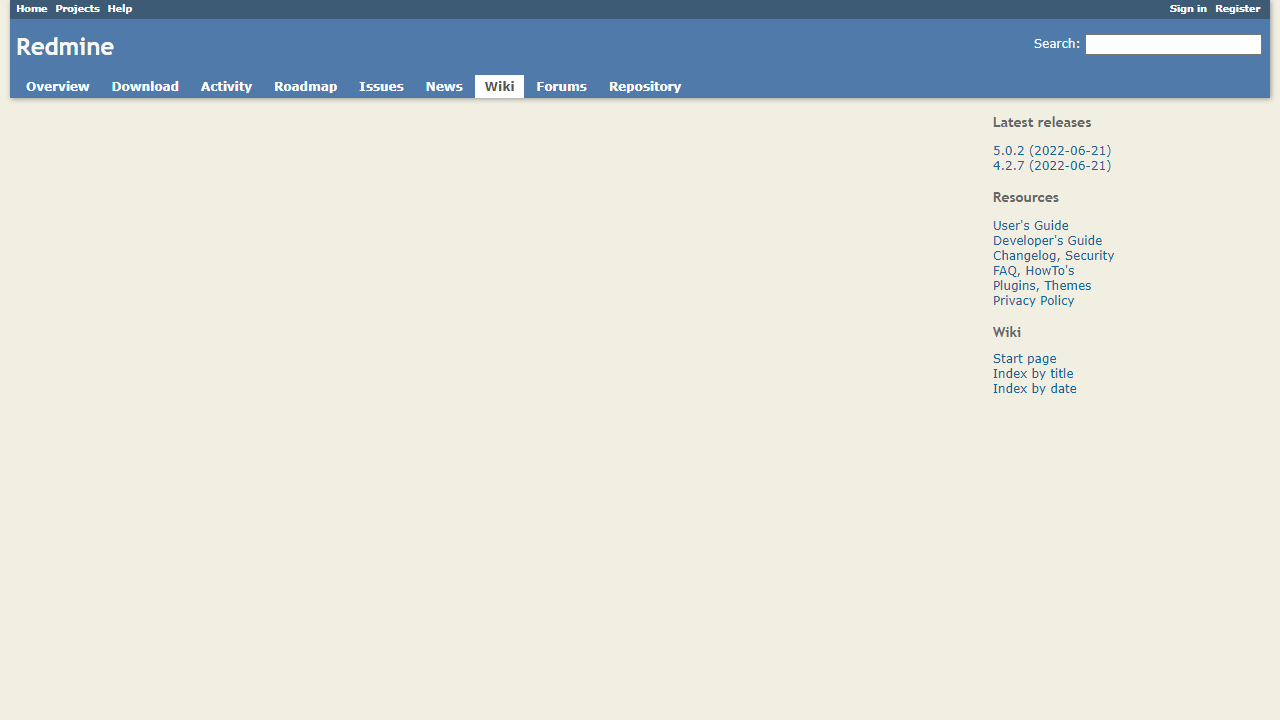 Home Projects Help Sign in Register
Redmine
Search:
Overview Download Activity Roadmap Issues News Wiki Forums Repository
Latest releases
5.0.2 (2022-06-21)
4.2.7 (2022-06-21)
Resources
User's Guide
Developer's Guide
Changelog, Security
FAQ, HowTo's
Plugins, Themes
Privacy Policy
Wiki
Start page
Index by title
Index by date